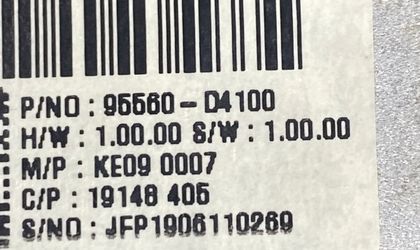 P/NO : 95560 - D4100
H/W : 1.00.00 S/W : 1.00.00
M/P : KE09 0007
C/P : 19148 405
S/NO : JFP1906110269